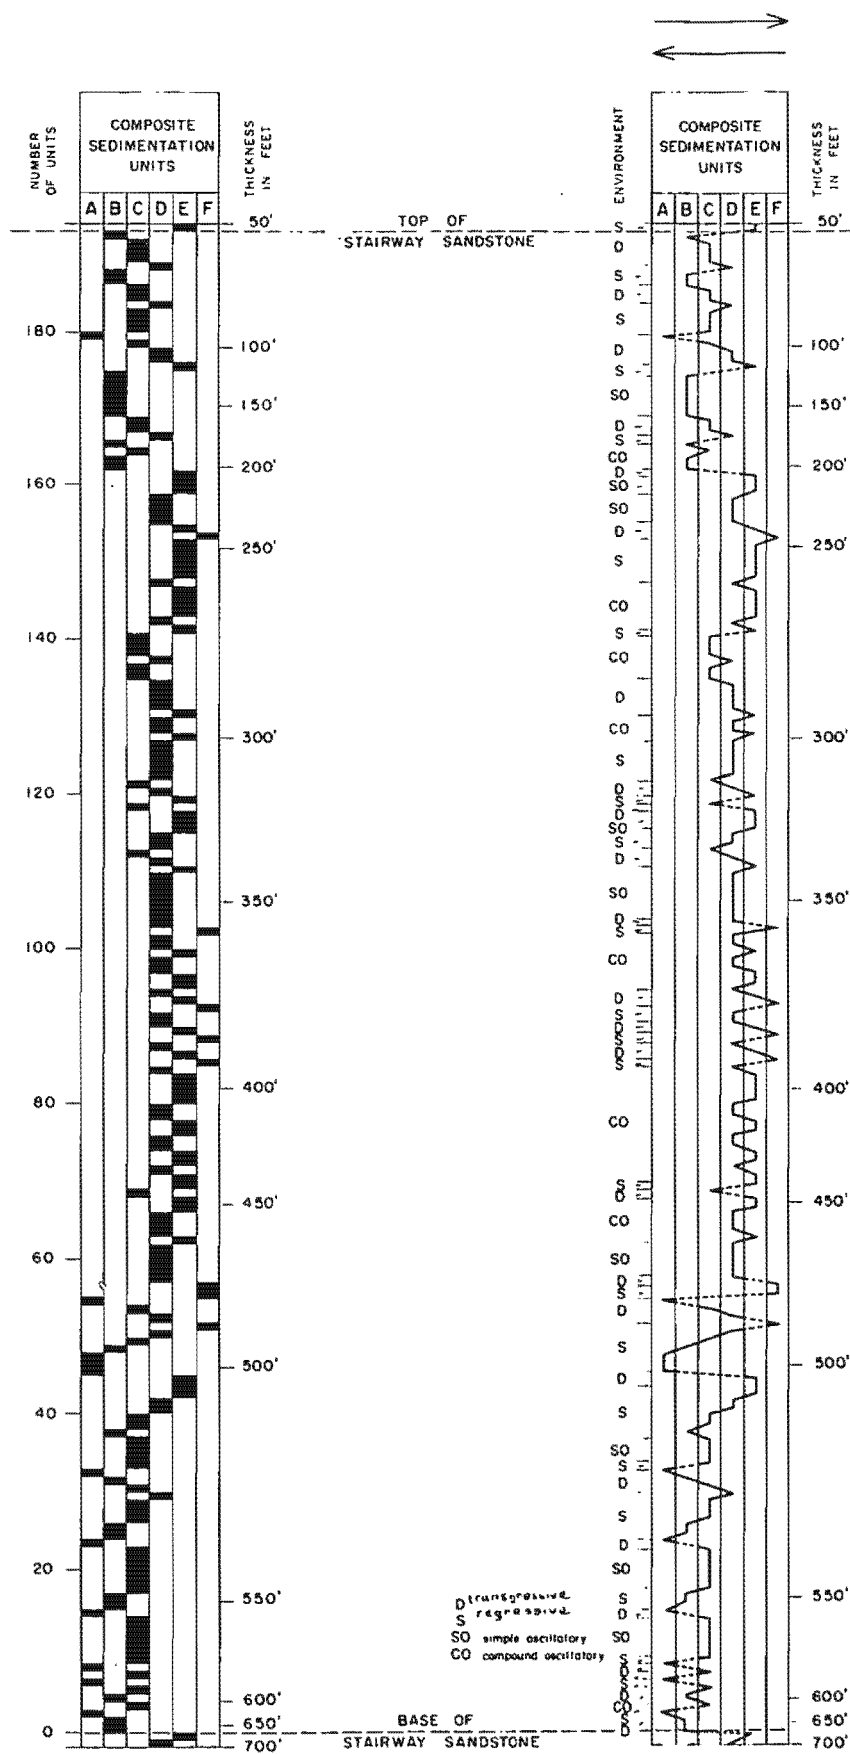 COMPOSITE
SEDIMENTATION
UNITS
NUMBER
OF UNITS
THICKNESS
IN FEET
A B C D E F
50'
180
100'
150'
200'
160
250'
140
300'
120
350'
100
400'
80
450'
60
500'
40
20
550'
600'
650'
0
700'
TOP OF
STAIRWAY SANDSTONE
BASE OF
STAIRWAY SANDSTONE
D transgressive
S regressive
SO simple oscillatory
CO compound oscillatory
ENVIRONMENT
COMPOSITE
SEDIMENTATION
UNITS
THICKNESS
IN FEET
A B C D E F
S
D
S
D
S
D
S
SO
D
S
CO
D
SO
SO
D
S
CO
S
CO
D
CO
S
D
S
D
SO
S
D
SO
D
S
CO
D
S
D
S
D
S
CO
S
D
CO
SO
D
S
D
S
D
S
SO
S
D
S
D
SO
S
D
SO
S
D
S
D
CO
S
D
50'
100'
150'
200'
250'
300'
350'
400'
450'
500'
550'
600'
650'
700'